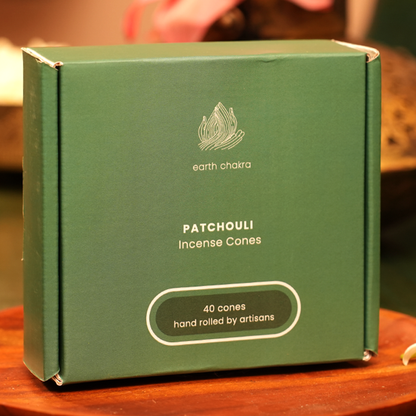 earth chakra
PATCHOULI
Incense Cones
40 cones
hand rolled by artisans